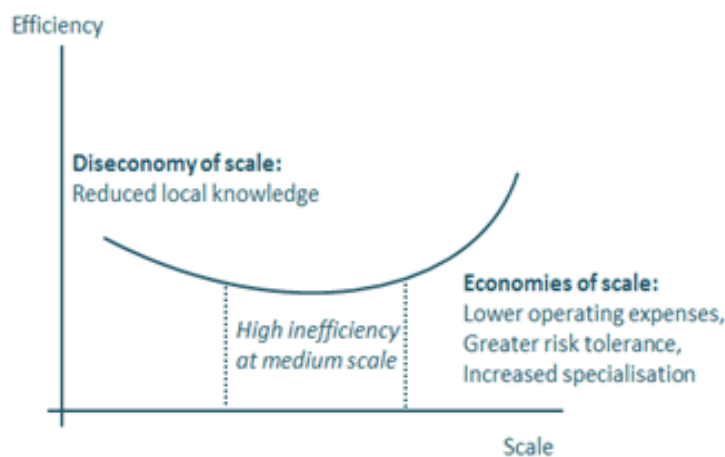 Efficiency
Diseconomy of scale:
Reduced local knowledge
High inefficiency
at medium scale
Economies of scale:
Lower operating expenses,
Greater risk tolerance,
Increased specialisation
Scale